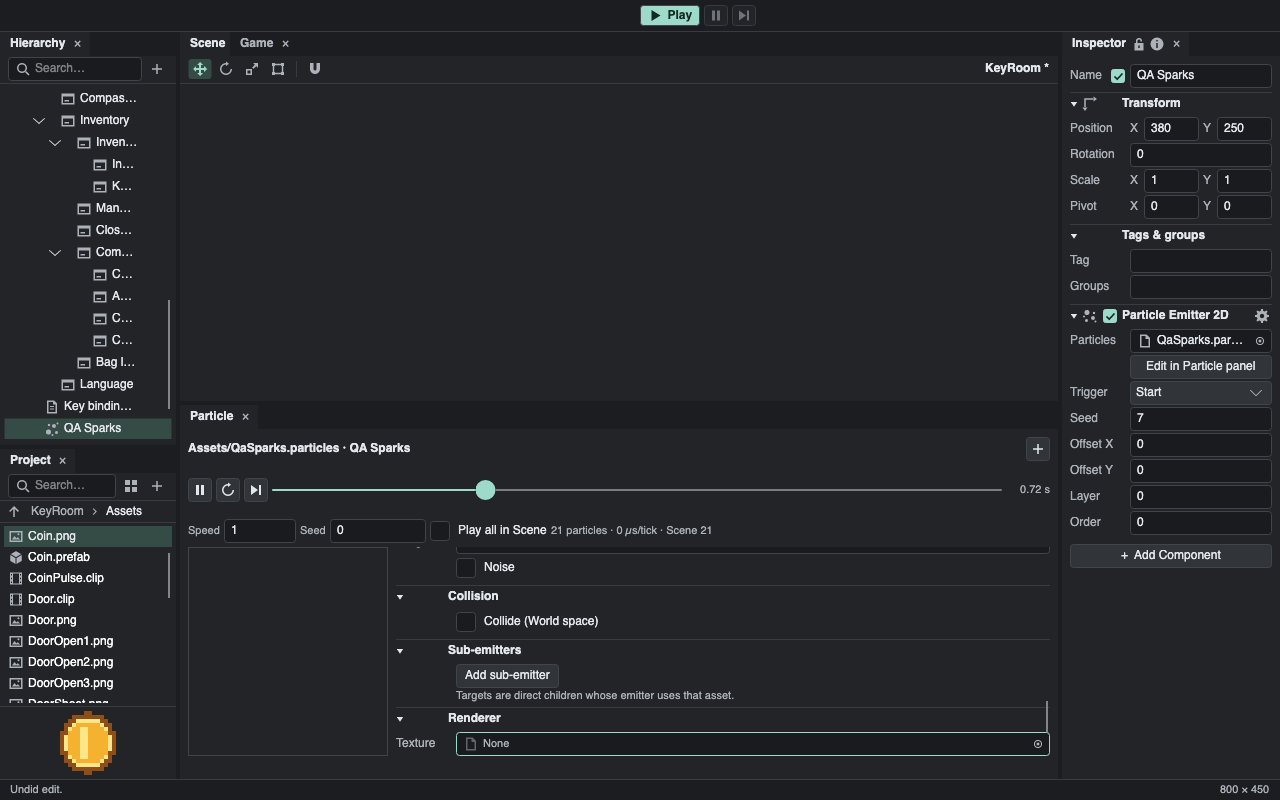 Play
Hierarchy
Search...
Compas...
Inventory
Inven...
In...
K...
Man...
Clos...
Com...
C...
A...
C...
C...
Bag I...
Language
Key bindin...
QA Sparks
Project
Search...
KeyRoom > Assets
Coin.png
Coin.prefab
CoinPulse.clip
Door.clip
Door.png
DoorOpen1.png
DoorOpen2.png
DoorOpen3.png
DoorSheet.png
Undid edit.
Scene Game
KeyRoom *
Particle
Assets/QaSparks.particles · QA Sparks
0.72 s
Speed 1 Seed 0 Play all in Scene 21 particles · 0 µs/tick · Scene 21
Noise
Collision
Collide (World space)
Sub-emitters
Add sub-emitter
Targets are direct children whose emitter uses that asset.
Renderer
Texture None
Inspector
Name QA Sparks
Transform
Position X 380 Y 250
Rotation 0
Scale X 1 Y 1
Pivot X 0 Y 0
Tags & groups
Tag
Groups
Particle Emitter 2D
Particles QaSparks.par...
Edit in Particle panel
Trigger Start
Seed 7
Offset X 0
Offset Y 0
Layer 0
Order 0
+ Add Component
800 × 450